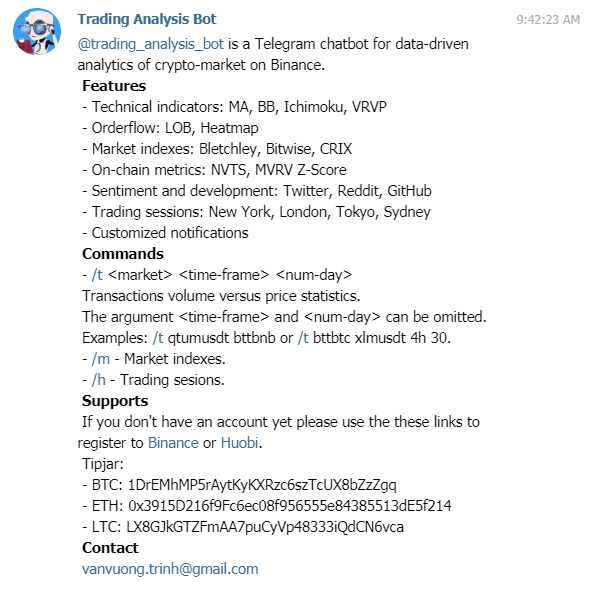 Trading Analysis Bot
9:42:23 AM
@trading_analysis_bot is a Telegram chatbot for data-driven
analytics of crypto-market on Binance.
Features
- Technical indicators: MA, BB, Ichimoku, VRVP
- Orderflow: LOB, Heatmap
- Market indexes: Bletchley, Bitwise, CRIX
- On-chain metrics: NVTS, MVRV Z-Score
- Sentiment and development: Twitter, Reddit, GitHub
- Trading sessions: New York, London, Tokyo, Sydney
- Customized notifications
Commands
- /t <market> <time-frame> <num-day>
Transactions volume versus price statistics.
The argument <time-frame> and <num-day> can be omitted.
Examples: /t qtumusdt bttbnb or /t bttbtc xlmusdt 4h 30.
- /m - Market indexes.
- /h - Trading sesions.
Supports
If you don't have an account yet please use the these links to
register to Binance or Huobi.
Tipjar:
- BTC: 1DrEMhMP5rAytKyKXRzc6szTcUX8bZzZgq
- ETH: 0x3915D216f9Fc6ec08f956555e84385513dE5f214
- LTC: LX8GJkGTZFmAA7puCyVp48333iQdCN6vca
Contact
vanvuong.trinh@gmail.com